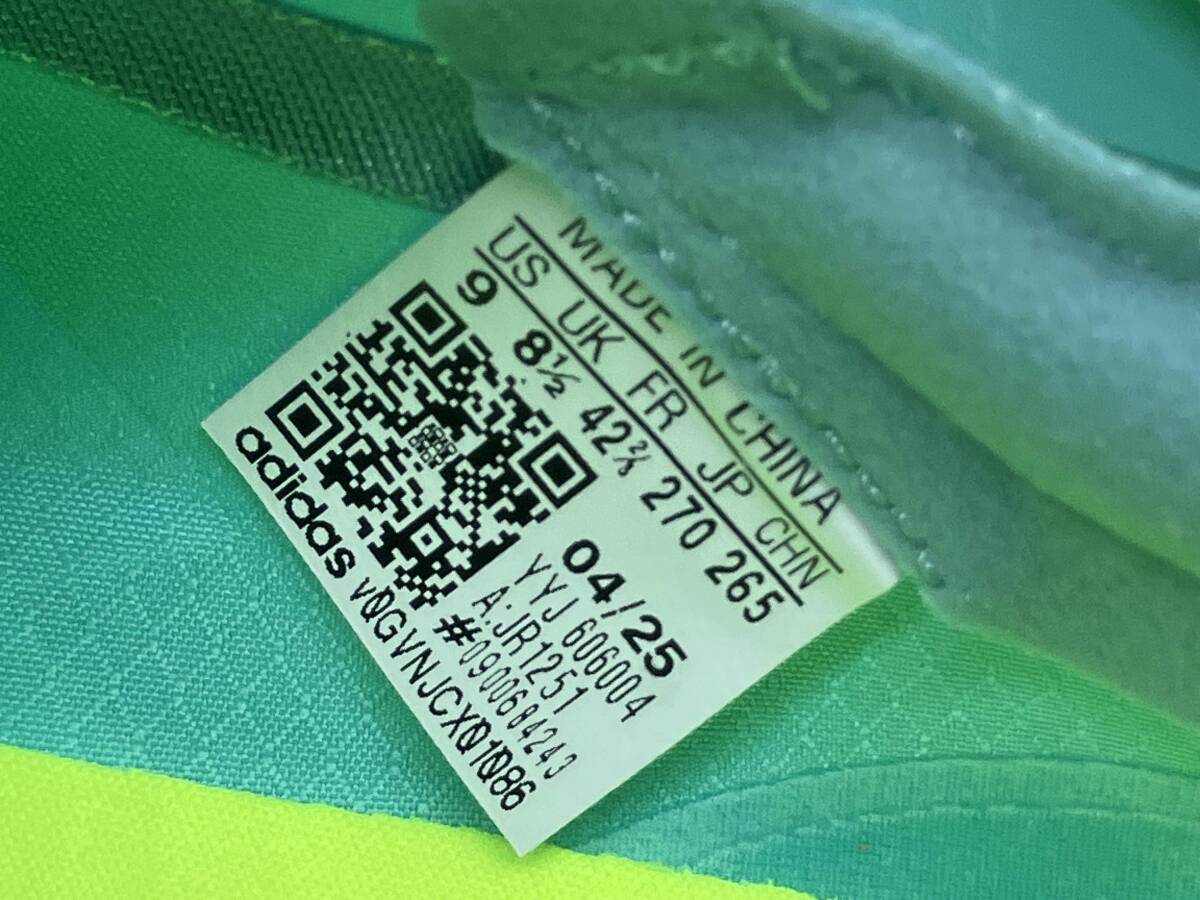 MADE IN CHINA
US UK FR JP CHN
9 8½ 42⅔ 270 265
04/25
YYJ 606004
A:JR1251
#0900684243
adidas vØGVNJCXØ1Ø86